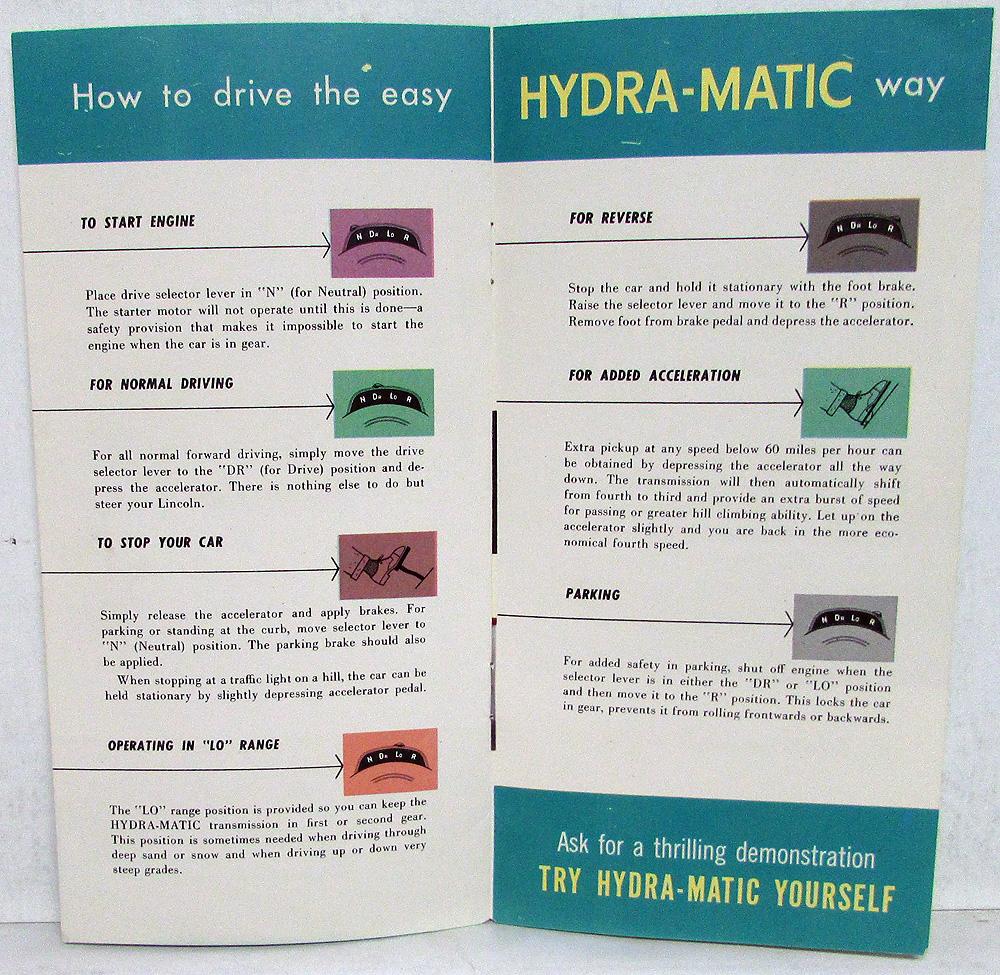 How to drive the easy
TO START ENGINE
N DR LO R
Place drive selector lever in "N" (for Neutral) position.
The starter motor will not operate until this is done—a
safety provision that makes it impossible to start the
engine when the car is in gear.
FOR NORMAL DRIVING
N DR LO R
For all normal forward driving, simply move the drive
selector lever to the "DR" (for Drive) position and de-
press the accelerator. There is nothing else to do but
steer your Lincoln.
TO STOP YOUR CAR
Simply release the accelerator and apply brakes. For
parking or standing at the curb, move selector lever to
"N" (Neutral) position. The parking brake should also
be applied.
When stopping at a traffic light on a hill, the car can be
held stationary by slightly depressing accelerator pedal.
OPERATING IN "LO" RANGE
N DR LO R
The "LO" range position is provided so you can keep the
HYDRA-MATIC transmission in first or second gear.
This position is sometimes needed when driving through
deep sand or snow and when driving up or down very
steep grades.
HYDRA-MATIC way
FOR REVERSE
N DR LO R
Stop the car and hold it stationary with the foot brake.
Raise the selector lever and move it to the "R" position.
Remove foot from brake pedal and depress the accelerator.
FOR ADDED ACCELERATION
Extra pickup at any speed below 60 miles per hour can
be obtained by depressing the accelerator all the way
down. The transmission will then automatically shift
from fourth to third and provide an extra burst of speed
for passing or greater hill climbing ability. Let up on the
accelerator slightly and you are back in the more eco-
nomical fourth speed.
PARKING
N DR LO R
For added safety in parking, shut off engine when the
selector lever is in either the "DR" or "LO" position
and then move it to the "R" position. This locks the car
in gear, prevents it from rolling frontwards or backwards.
Ask for a thrilling demonstration
TRY HYDRA-MATIC YOURSELF